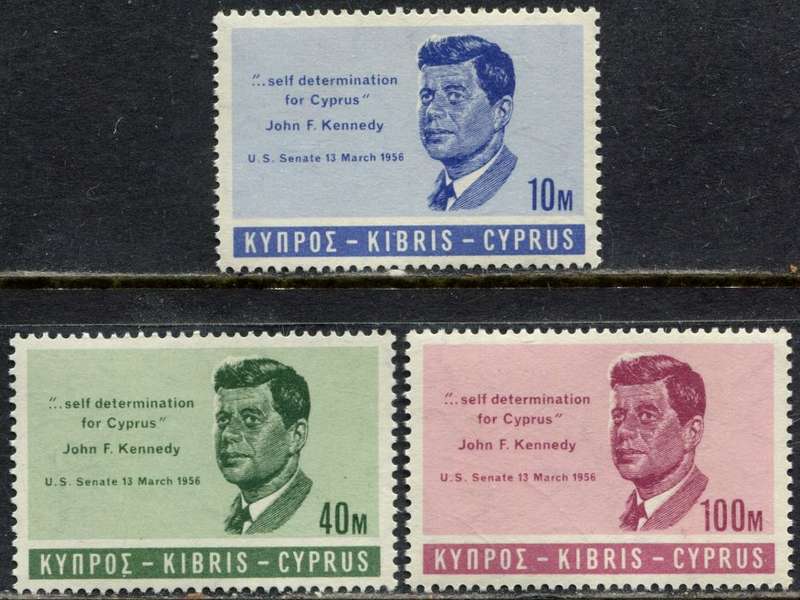 "...self determination
for Cyprus"
John F. Kennedy
U.S. Senate 13 March 1956
10M
ΚΥΠΡΟΣ – KIBRIS – CYPRUS
"...self determination
for Cyprus"
John F. Kennedy
U.S. Senate 13 March 1956
40M
ΚΥΠΡΟΣ – KIBRIS – CYPRUS
"...self determination
for Cyprus"
John F. Kennedy
U.S. Senate 13 March 1956
100M
ΚΥΠΡΟΣ – KIBRIS – CYPRUS